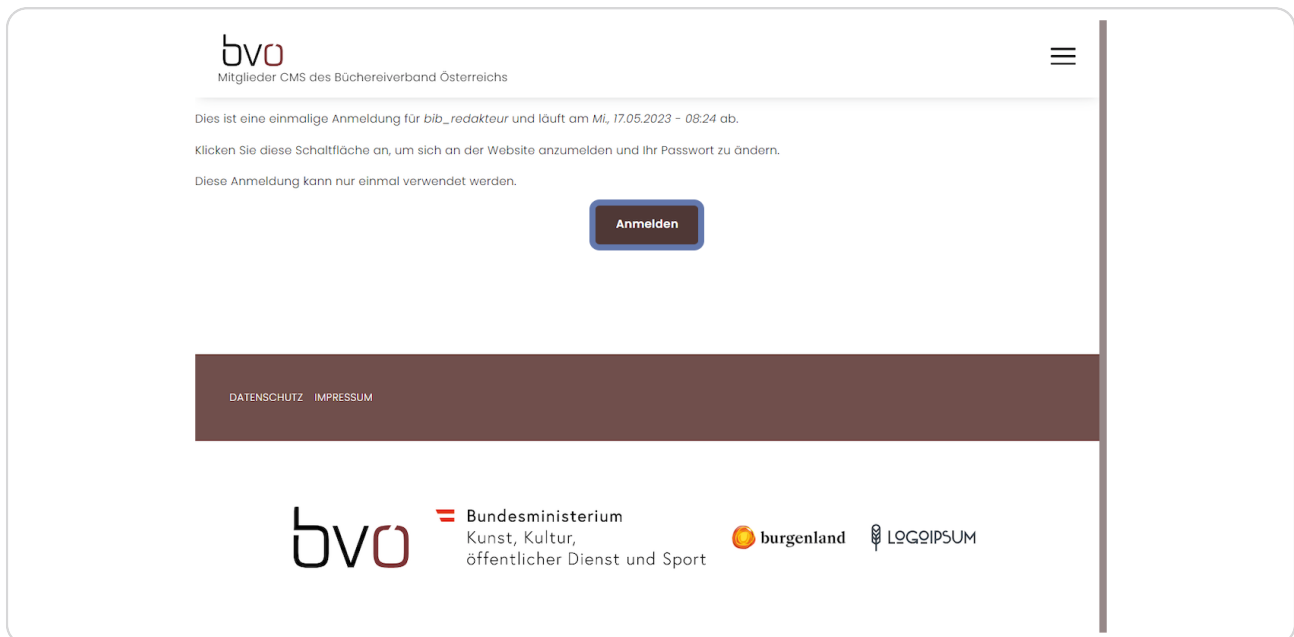 bvö
Mitglieder CMS des Büchereiverband Österreichs
Dies ist eine einmalige Anmeldung für bib_redakteur und läuft am Mi., 17.05.2023 - 08:24 ab.
Klicken Sie diese Schaltfläche an, um sich an der Website anzumelden und Ihr Passwort zu ändern.
Diese Anmeldung kann nur einmal verwendet werden.
Anmelden
DATENSCHUTZ IMPRESSUM
bvö
Bundesministerium
Kunst, Kultur,
öffentlicher Dienst und Sport
burgenland
LOGOIPSUM